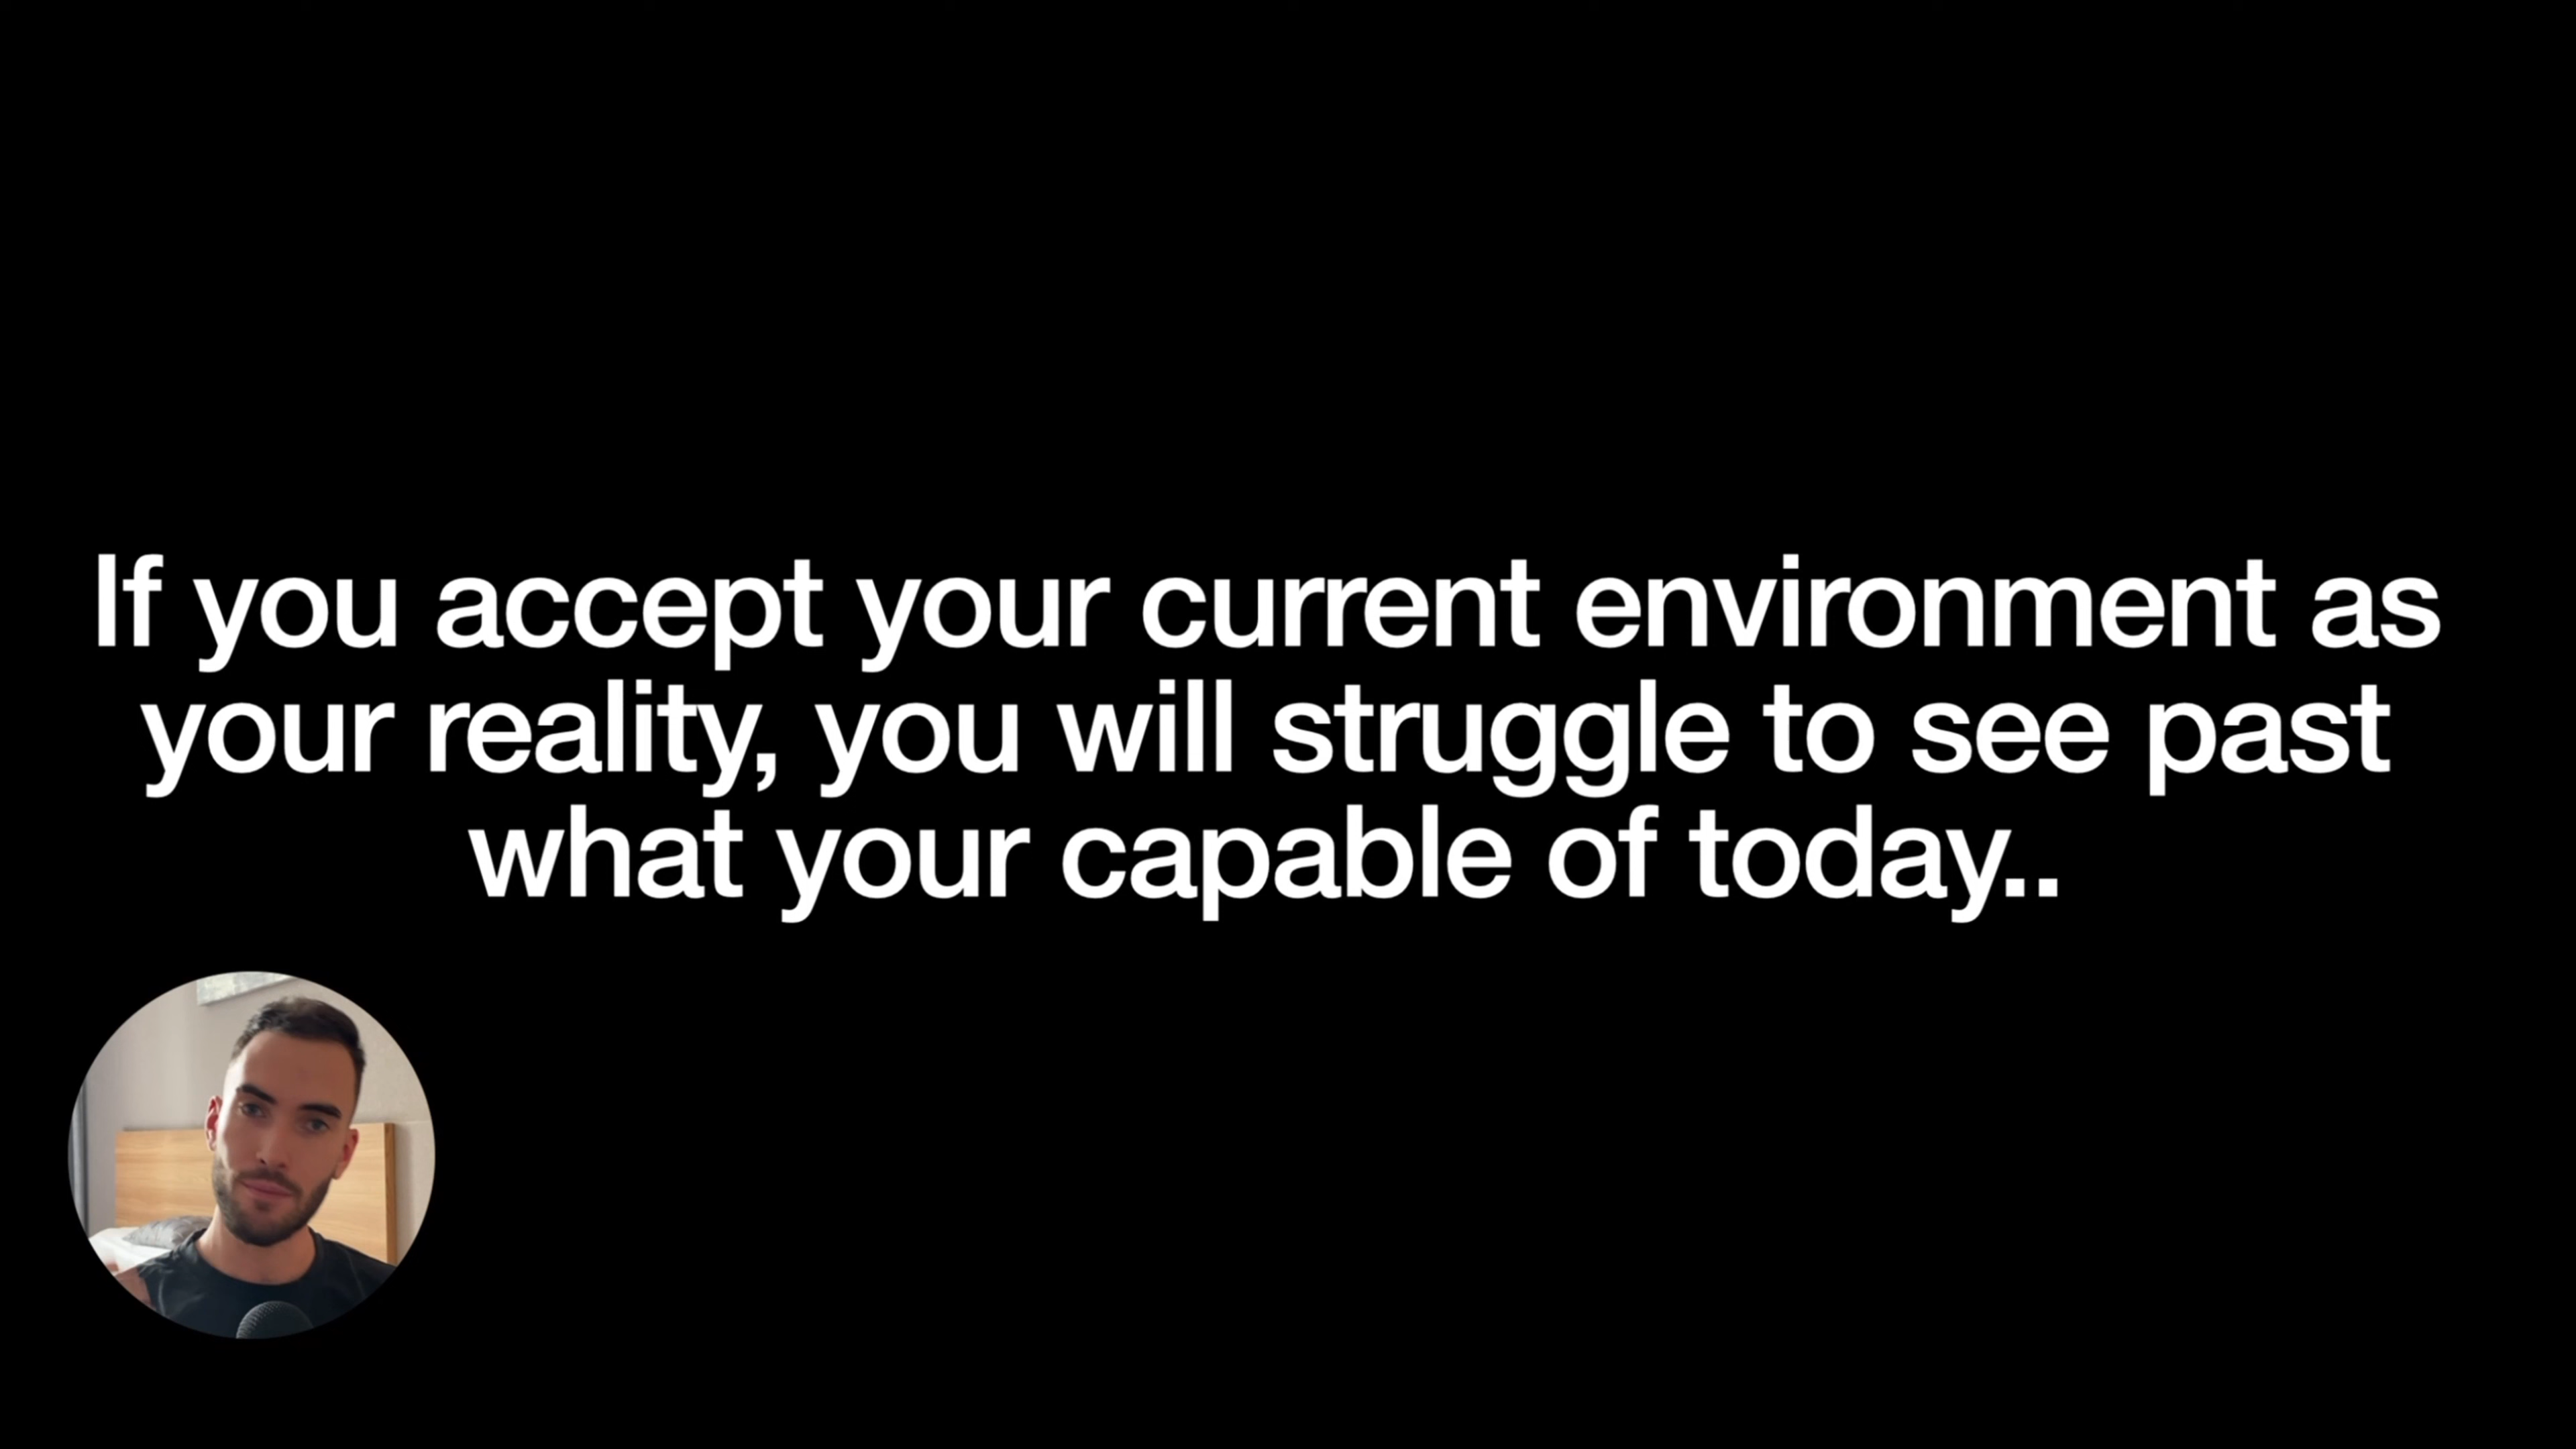 If you accept your current environment as
your reality, you will struggle to see past
what your capable of today..